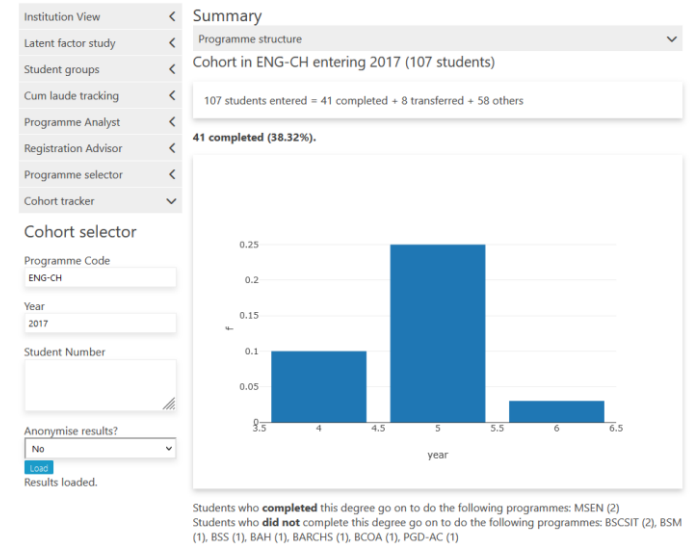 Institution View
Latent factor study
Student groups
Cum laude tracking
Programme Analyst
Registration Advisor
Programme selector
Cohort tracker
Cohort selector
Programme Code
ENG-CH
Year
2017
Student Number
Anonymise results?
No
Load
Results loaded.
Summary
Programme structure
Cohort in ENG-CH entering 2017 (107 students)
107 students entered = 41 completed + 8 transferred + 58 others
41 completed (38.32%).
0.25
0.2
0.15
f
0.1
0.05
0
3.5 4 4.5 5 5.5 6 6.5
year
Students who completed this degree go on to do the following programmes: MSEN (2)
Students who did not complete this degree go on to do the following programmes: BSCSIT (2), BSM
(1), BSS (1), BAH (1), BARCHS (1), BCOA (1), PGD-AC (1)